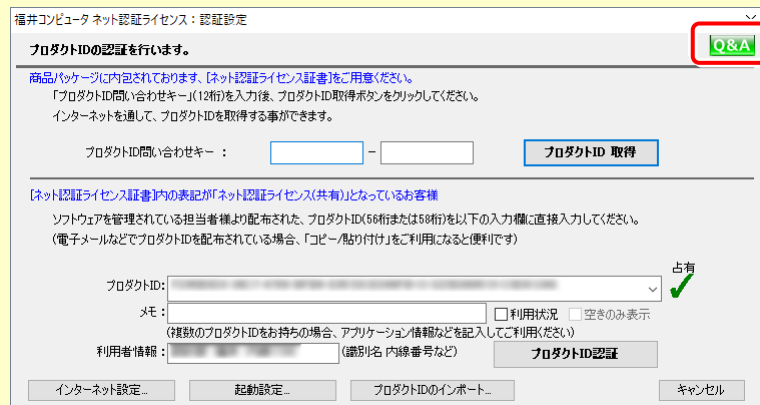 福井コンピュータ ネット認証ライセンス：認証設定
プロダクトIDの認証を行います。
Q&A
商品パッケージに内包されております、[ネット認証ライセンス証書]をご用意ください。
「プロダクトID問い合わせキー」(12桁)を入力後、プロダクトID取得ボタンをクリックしてください。
インターネットを通して、プロダクトIDを取得する事ができます。
プロダクトID問い合わせキー ： － プロダクトID 取得
[ネット認証ライセンス証書]内の表記が「ネット認証ライセンス(共有)」となっているお客様
ソフトウェアを管理されている担当者様より配布された、プロダクトID(56桁または58桁)を以下の入力欄に直接入力してください。
(電子メールなどでプロダクトIDを配布されている場合、「コピー/貼り付け」をご利用になると便利です)
占有
プロダクトID:
メモ： 利用状況 空きのみ表示
(複数のプロダクトIDをお持ちの場合、アプリケーション情報などを記入してご利用ください)
利用者情報： (識別名 内線番号など) プロダクトID認証
インターネット設定... 起動設定... プロダクトIDのインポート... キャンセル